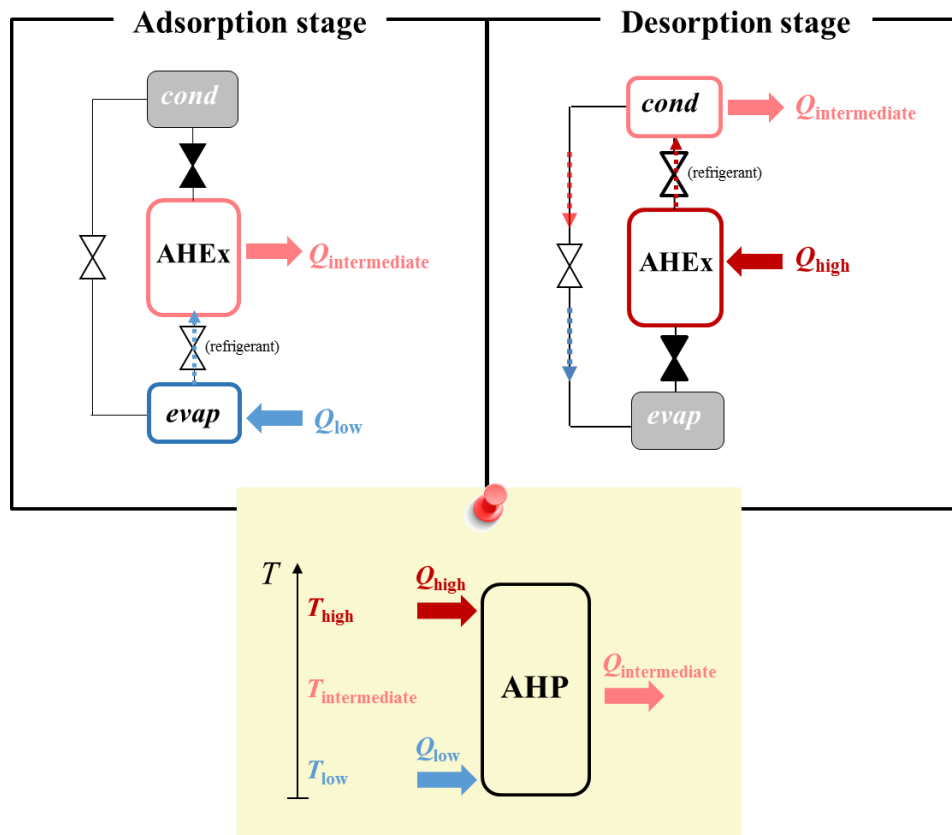 Adsorption stage
cond
AHEx
Qintermediate
(refrigerant)
evap
Qlow
Desorption stage
cond
Qintermediate
(refrigerant)
AHEx
Qhigh
evap
T
Thigh
Tintermediate
Tlow
Qhigh
Qlow
AHP
Qintermediate